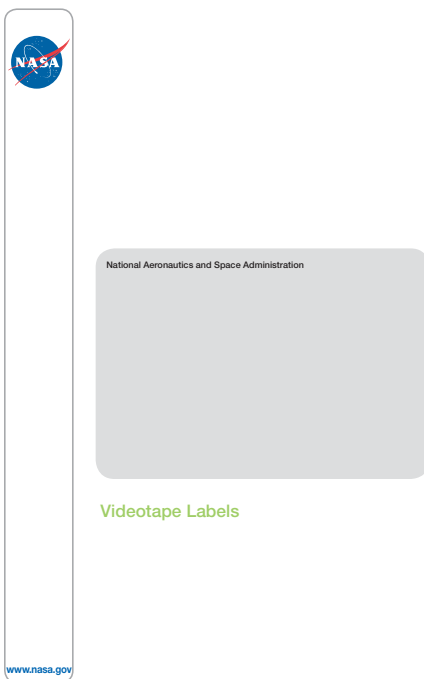 NASA
National Aeronautics and Space Administration
Videotape Labels
www.nasa.gov